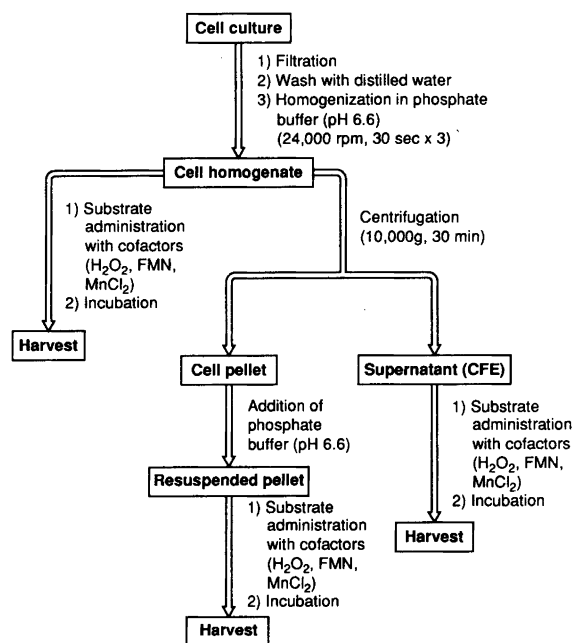 Cell culture
1) Filtration
2) Wash with distilled water
3) Homogenization in phosphate
buffer (pH 6.6)
(24,000 rpm, 30 sec x 3)
Cell homogenate
1) Substrate
administration
with cofactors
(H₂O₂, FMN,
MnCl₂)
2) Incubation
Harvest
Centrifugation
(10,000g, 30 min)
Cell pellet
Addition of
phosphate
buffer (pH 6.6)
Resuspended pellet
1) Substrate
administration
with cofactors
(H₂O₂, FMN,
MnCl₂)
2) Incubation
Harvest
Supernatant (CFE)
1) Substrate
administration
with cofactors
(H₂O₂, FMN,
MnCl₂)
2) Incubation
Harvest